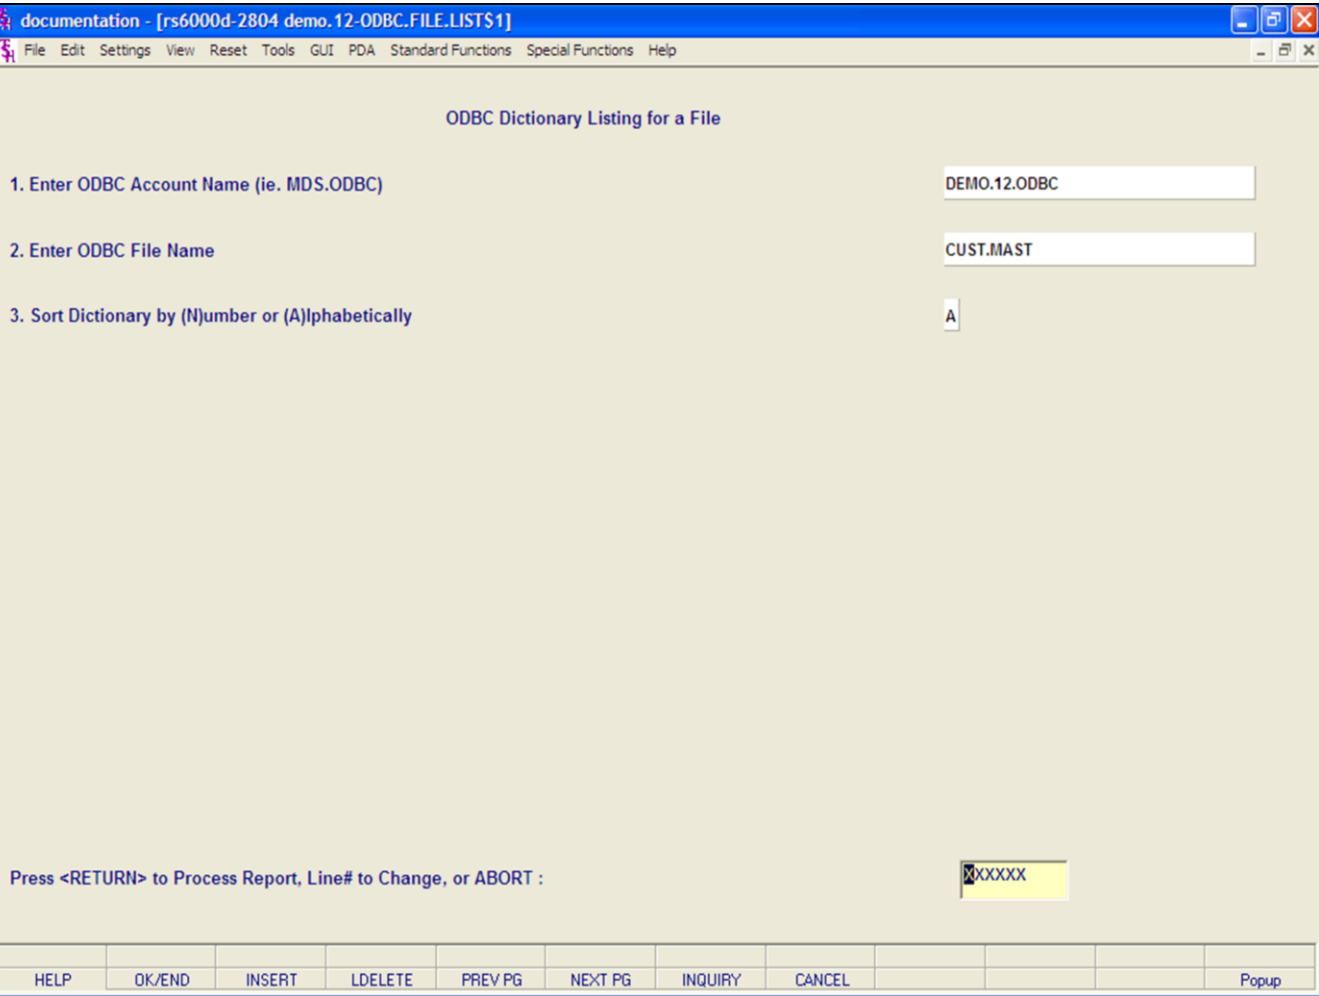 documentation - [rs6000d-2804 demo.12-ODBC.FILE.LIST$1]
File Edit Settings View Reset Tools GUI PDA Standard Functions Special Functions Help
ODBC Dictionary Listing for a File
1. Enter ODBC Account Name (ie. MDS.ODBC) DEMO.12.ODBC
2. Enter ODBC File Name CUST.MAST
3. Sort Dictionary by (N)umber or (A)lphabetically A
Press <RETURN> to Process Report, Line# to Change, or ABORT : XXXXXX
HELP OK/END INSERT LDELETE PREV PG NEXT PG INQUIRY CANCEL Popup